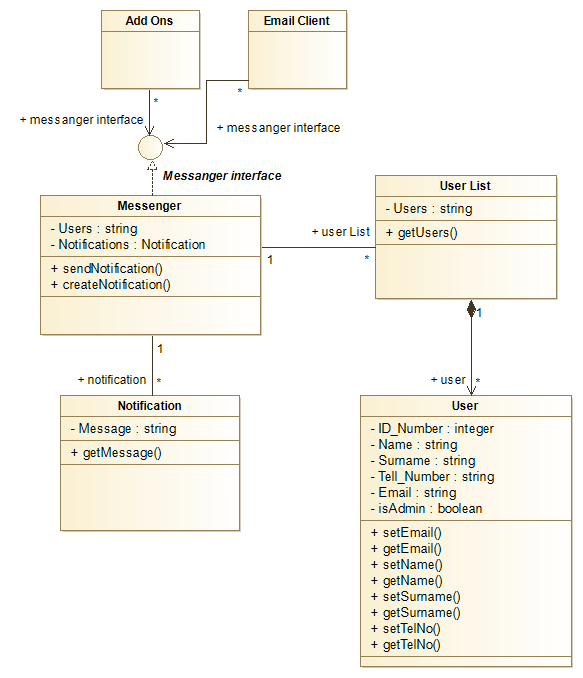 Add Ons
Email Client
*
*
+ messanger interface
+ messanger interface
Messanger interface
Messenger
- Users : string
- Notifications : Notification
+ sendNotification()
+ createNotification()
User List
- Users : string
+ getUsers()
+ user List
1
*
1
1
+ notification
*
+ user
*
Notification
- Message : string
+ getMessage()
User
- ID_Number : integer
- Name : string
- Surname : string
- Tell_Number : string
- Email : string
- isAdmin : boolean
+ setEmail()
+ getEmail()
+ setName()
+ getName()
+ setSurname()
+ getSurname()
+ setTelNo()
+ getTelNo()